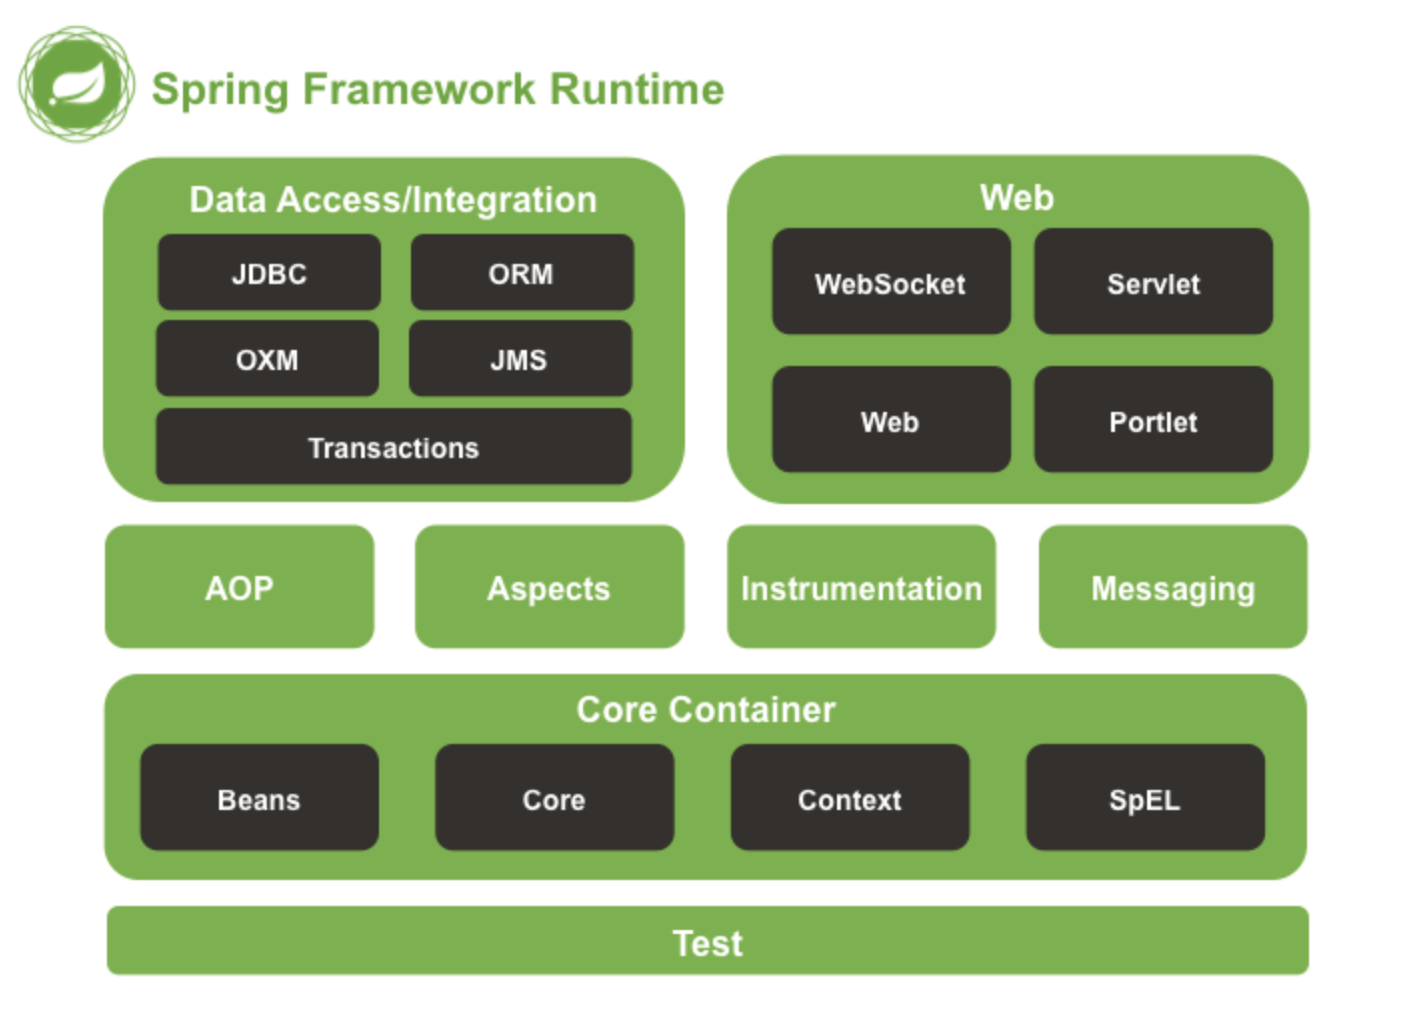 Spring Framework Runtime
Data Access/Integration
JDBC
ORM
OXM
JMS
Transactions
Web
WebSocket
Servlet
Web
Portlet
AOP
Aspects
Instrumentation
Messaging
Core Container
Beans
Core
Context
SpEL
Test